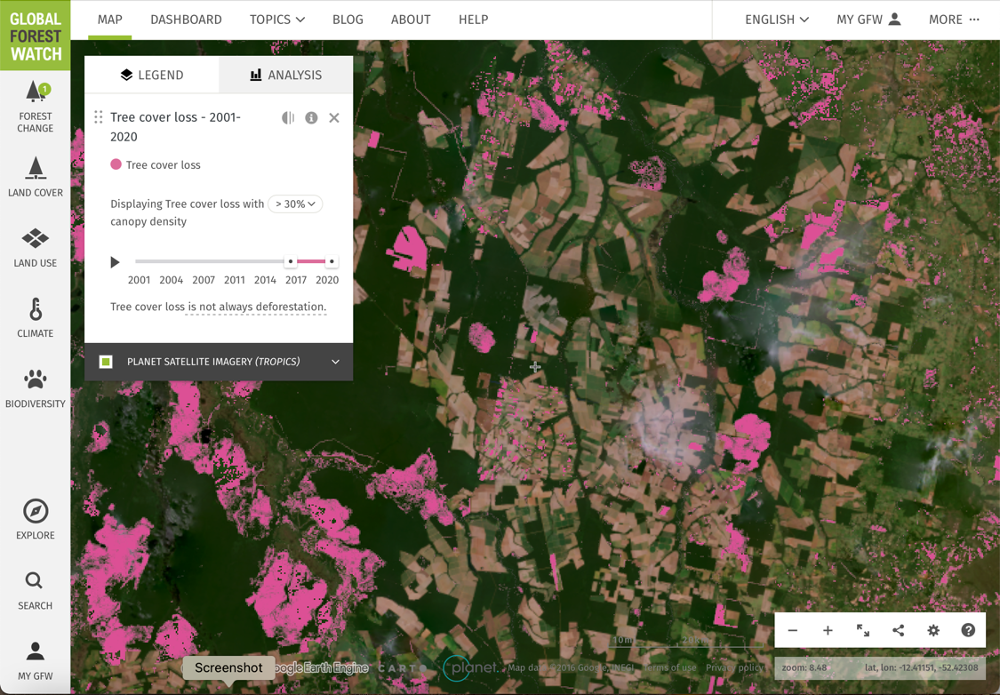 GLOBAL
FOREST
WATCH
MAP DASHBOARD TOPICS BLOG ABOUT HELP
ENGLISH MY GFW MORE
1
FOREST
CHANGE
LAND COVER
LAND USE
CLIMATE
BIODIVERSITY
EXPLORE
SEARCH
MY GFW
LEGEND ANALYSIS
Tree cover loss - 2001-
2020
Tree cover loss
Displaying Tree cover loss with > 30%
canopy density
2001 2004 2007 2011 2014 2017 2020
Tree cover loss is not always deforestation.
PLANET SATELLITE IMAGERY (TROPICS)
Screenshot
Google Earth Engine CARTO planet. Map data ©2016 Google, INEGI Terms of use Privacy policy
zoom: 8.48 lat, lon: -12.41151, -52.42308